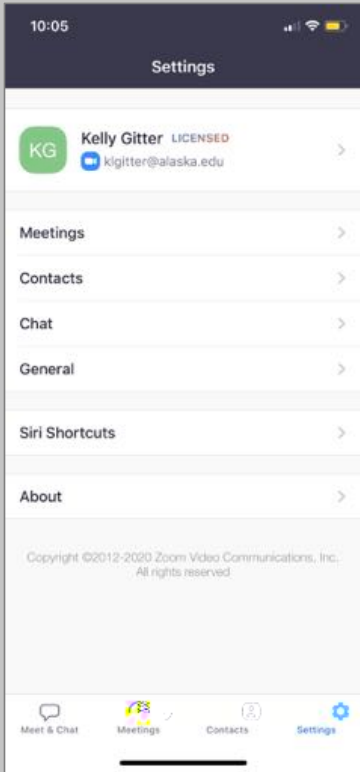 10:05
Settings
KG
Kelly Gitter LICENSED
klgitter@alaska.edu
Meetings
Contacts
Chat
General
Siri Shortcuts
About
Copyright ©2012-2020 Zoom Video Communications, Inc.
All rights reserved
Meet & Chat Meetings Contacts Settings